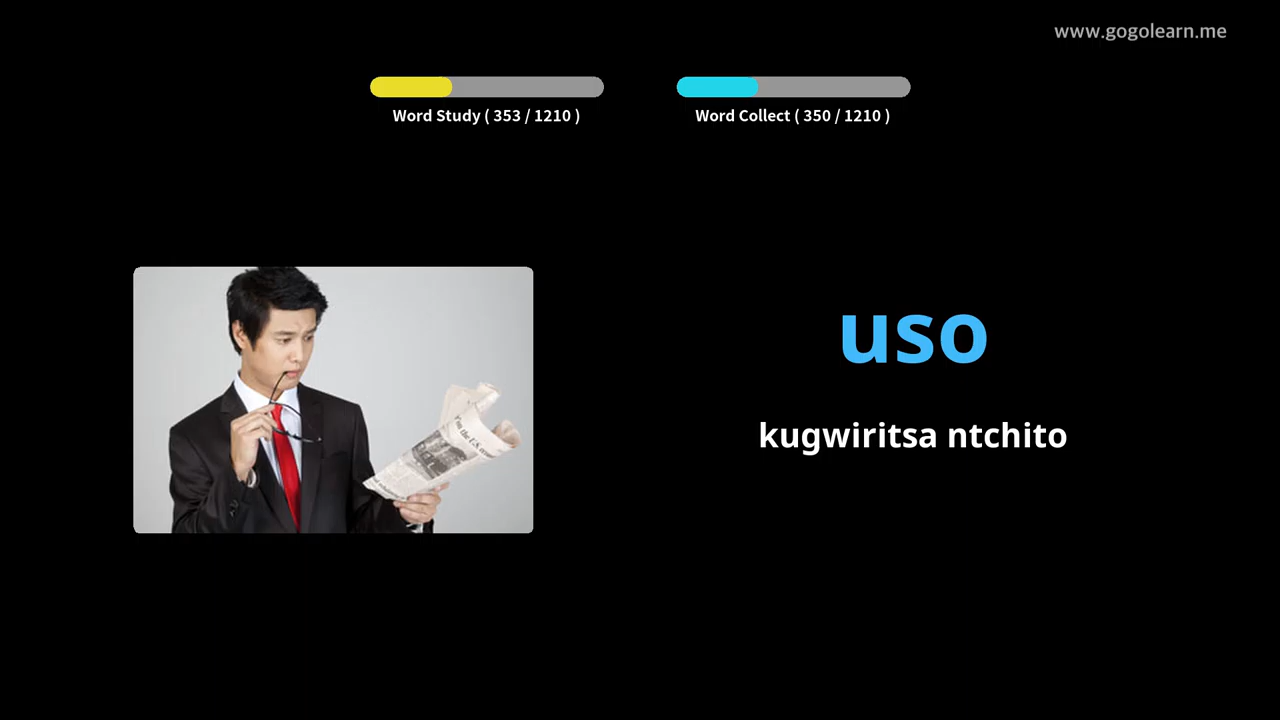 www.gogolearn.me
Word Study ( 353 / 1210 )
Word Collect ( 350 / 1210 )
uso
kugwiritsa ntchito